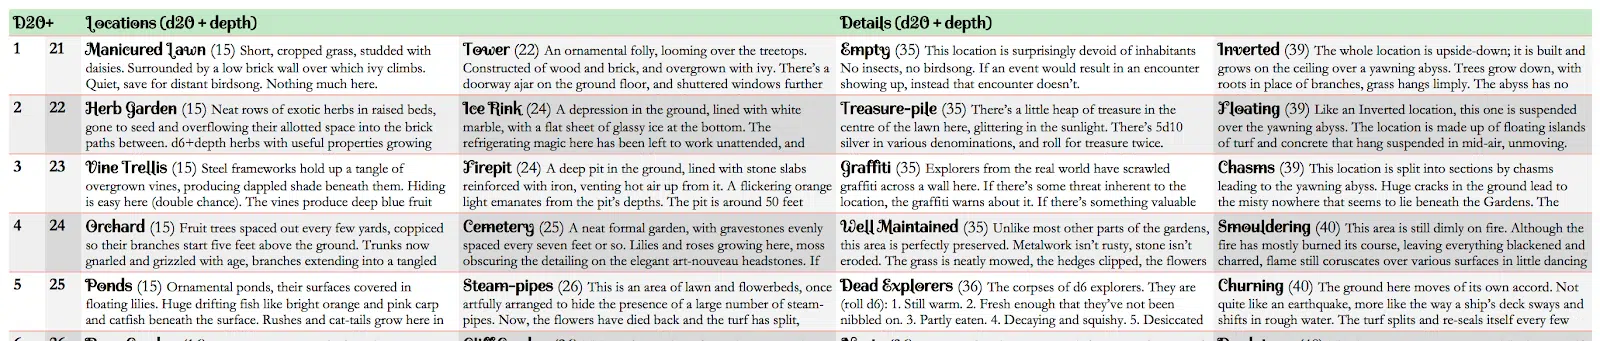 D20+ Locations (d20 + depth) Details (d20 + depth)
1 21
Manicured Lawn (15) Short, cropped grass, studded with
daisies. Surrounded by a low brick wall over which ivy climbs.
Quiet, save for distant birdsong. Nothing much here.
Tower (22) An ornamental folly, looming over the treetops.
Constructed of wood and brick, and overgrown with ivy. There's a
doorway ajar on the ground floor, and shuttered windows further
Empty (35) This location is surprisingly devoid of inhabitants
No insects, no birdsong. If an event would result in an encounter
showing up, instead that encounter doesn't.
Inverted (39) The whole location is upside-down; it is built and
grows on the ceiling over a yawning abyss. Trees grow down, with
roots in place of branches, grass hangs limply. The abyss has no
2 22
Herb Garden (15) Neat rows of exotic herbs in raised beds,
gone to seed and overflowing their allotted space into the brick
paths between. d6+depth herbs with useful properties growing
Ice Rink (24) A depression in the ground, lined with white
marble, with a flat sheet of glassy ice at the bottom. The
refrigerating magic here has been left to work unattended, and
Treasure-pile (35) There's a little heap of treasure in the
centre of the lawn here, glittering in the sunlight. There's 5d10
silver in various denominations, and roll for treasure twice.
Floating (39) Like an Inverted location, this one is suspended
over the yawning abyss. The location is made up of floating islands
of turf and concrete that hang suspended in mid-air, unmoving.
3 23
Vine Trellis (15) Steel frameworks hold up a tangle of
overgrown vines, producing dappled shade beneath them. Hiding
is easy here (double chance). The vines produce deep blue fruit
Firepit (24) A deep pit in the ground, lined with stone slabs
reinforced with iron, venting hot air up from it. A flickering orange
light emanates from the pit's depths. The pit is around 50 feet
Graffiti (35) Explorers from the real world have scrawled
graffiti across a wall here. If there's some threat inherent to the
location, the graffiti warns about it. If there's something valuable
Chasms (39) This location is split into sections by chasms
leading to the yawning abyss. Huge cracks in the ground lead to
the misty nowhere that seems to lie beneath the Gardens. The
4 24
Orchard (15) Fruit trees spaced out every few yards, coppiced
so their branches start five feet above the ground. Trunks now
gnarled and grizzled with age, branches extending into a tangled
Cemetery (25) A neat formal garden, with gravestones evenly
spaced every seven feet or so. Lilies and roses growing here, moss
obscuring the detailing on the elegant art-nouveau headstones. If
Well Maintained (35) Unlike most other parts of the gardens,
this area is perfectly preserved. Metalwork isn't rusty, stone isn't
eroded. The grass is neatly mowed, the hedges clipped, the flowers
Smouldering (40) This area is still dimly on fire. Although the
fire has mostly burned its course, leaving everything blackened and
charred, flame still coruscates over various surfaces in little dancing
5 25
Ponds (15) Ornamental ponds, their surfaces covered in
floating lilies. Huge drifting fish like bright orange and pink carp
and catfish beneath the surface. Rushes and cat-tails grow here in
Steam-pipes (26) This is an area of lawn and flowerbeds, once
artfully arranged to hide the presence of a large number of steam-
pipes. Now, the flowers have died back and the turf has split,
Dead Explorers (36) The corpses of d6 explorers. They are
(roll d6): 1. Still warm. 2. Fresh enough that they've not been
nibbled on. 3. Partly eaten. 4. Decaying and squishy. 5. Desiccated
Churning (40) The ground here moves of its own accord. Not
quite like an earthquake, more like the way a ship's deck sways and
shifts in rough water. The turf splits and re-seals itself every few